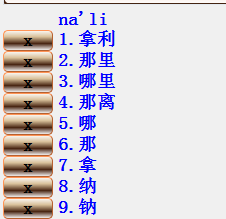 na'li
x 1.拿利
x 2.那里
x 3.哪里
x 4.那离
x 5.哪
x 6.那
x 7.拿
x 8.纳
x 9.钠